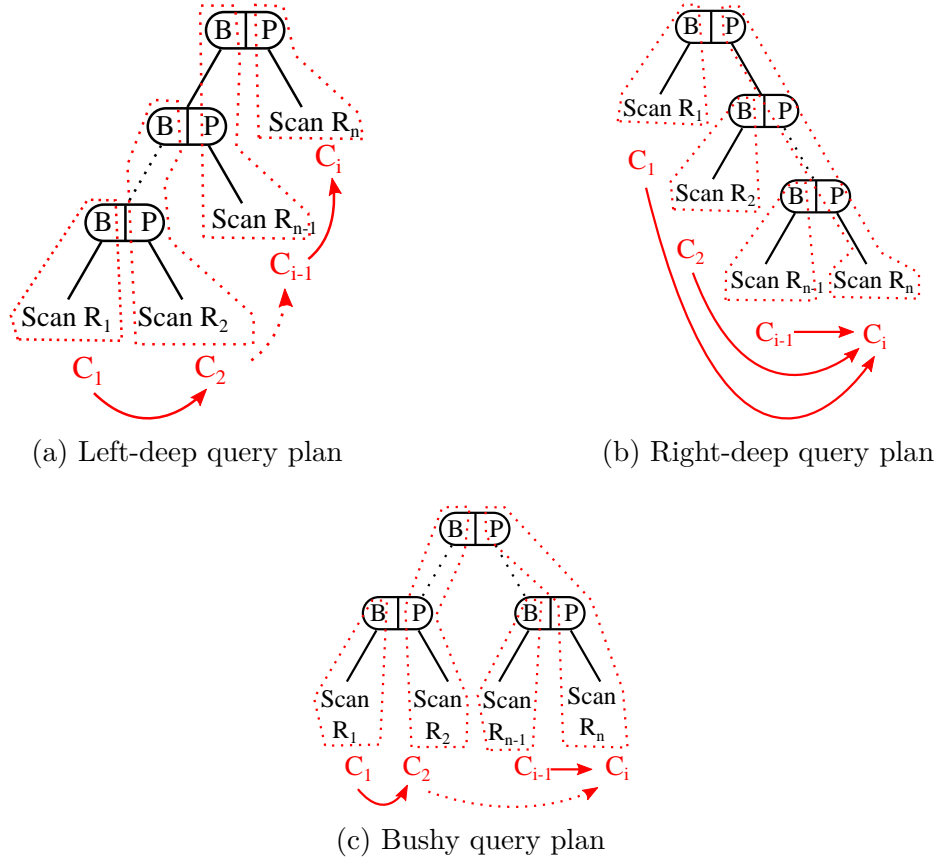 B P
Scan Rn
B P
Ci
Scan Rn-1
B P
Ci-1
Scan R1 Scan R2
C1 C2
(a) Left-deep query plan
B P
Scan R1
B P
C1
Scan R2
B P
C2
Scan Rn-1 Scan Rn
Ci-1 Ci
(b) Right-deep query plan
B P
B P B P
Scan Scan Scan Scan
R1 R2 Rn-1 Rn
C1 C2 Ci-1 Ci
(c) Bushy query plan